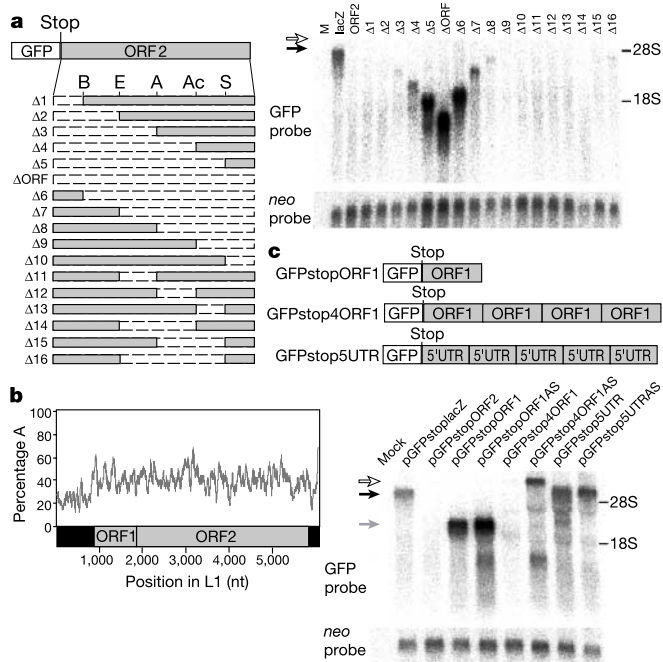 a
Stop
GFP ORF2
B E A Ac S
Δ1
Δ2
Δ3
Δ4
Δ5
ΔORF
Δ6
Δ7
Δ8
Δ9
Δ10
Δ11
Δ12
Δ13
Δ14
Δ15
Δ16
M lacZ ORF2 Δ1 Δ2 Δ3 Δ4 Δ5 ΔORF Δ6 Δ7 Δ8 Δ9 Δ10 Δ11 Δ12 Δ13 Δ14 Δ15 Δ16
28S
18S
GFP
probe
neo
probe
c
Stop
GFPstopORF1 GFP ORF1
Stop
GFPstop4ORF1 GFP ORF1 ORF1 ORF1 ORF1
Stop
GFPstop5UTR GFP 5'UTR 5'UTR 5'UTR 5'UTR 5'UTR
b
Percentage A
100
80
60
40
20
0
ORF1 ORF2
1,000 2,000 3,000 4,000 5,000
Position in L1 (nt)
Mock
pGFPstoplacZ
pGFPstopORF2
pGFPstopORF1
pGFPstopORF1AS
pGFPstop4ORF1
pGFPstop4ORF1AS
pGFPstop5UTR
pGFPstop5UTRAS
28S
18S
GFP
probe
neo
probe